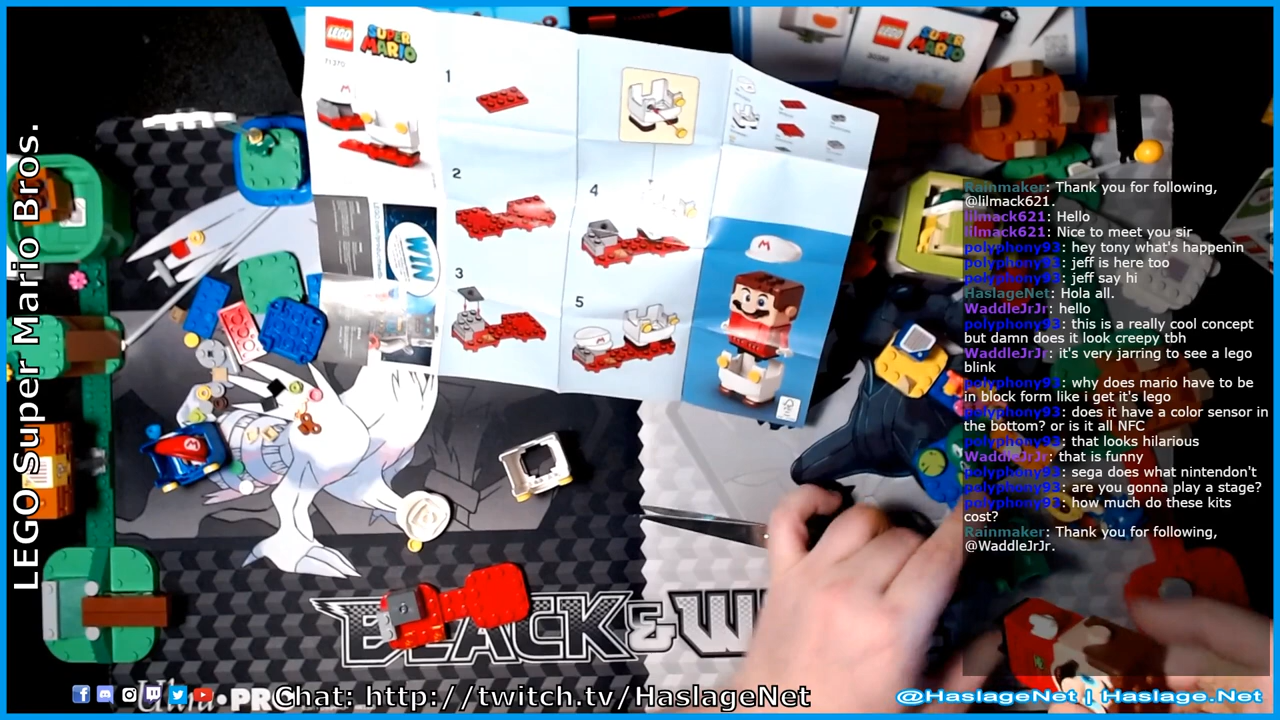 LEGO Super Mario Bros.
LEGO SUPER MARIO
71370
1
2
3
4
5
WIN
M
LEGO SUPER MARIO
Rainmaker: Thank you for following,
@lilmack621.
lilmack621: Hello
lilmack621: Nice to meet you sir
polyphony93: hey tony what's happenin
polyphony93: jeff is here too
polyphony93: jeff say hi
HaslageNet: Hola all.
WaddleJrJr: hello
polyphony93: this is a really cool concept
but damn does it look creepy tbh
WaddleJrJr: it's very jarring to see a lego
blink
polyphony93: why does mario have to be
in block form like i get it's lego
polyphony93: does it have a color sensor in
the bottom? or is it all NFC
polyphony93: that looks hilarious
WaddleJrJr: that is funny
polyphony93: sega does what nintendon't
polyphony93: are you gonna play a stage?
polyphony93: how much do these kits
cost?
Rainmaker: Thank you for following,
@WaddleJrJr.
BLACK & W
Ultra PRO
Chat: http://twitch.tv/HaslageNet
@HaslageNet | Haslage.Net